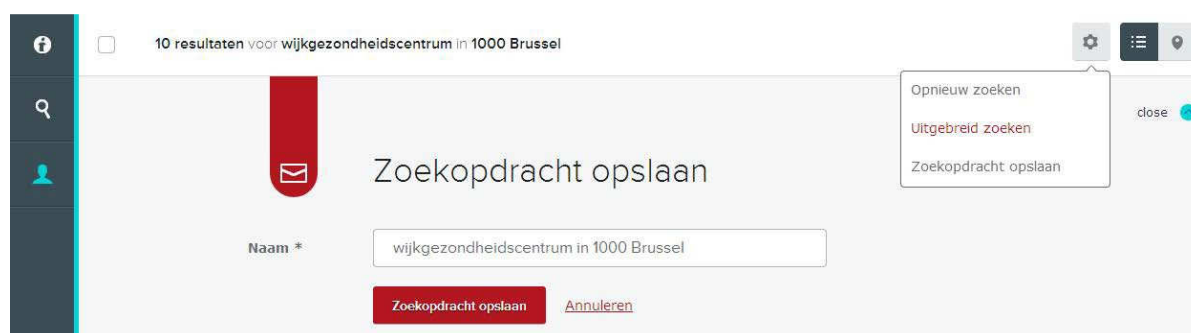 10 resultaten voor wijkgezondheidscentrum in 1000 Brussel
Opnieuw zoeken
Uitgebreid zoeken
Zoekopdracht opslaan
close
Zoekopdracht opslaan
Naam *
wijkgezondheidscentrum in 1000 Brussel
Zoekopdracht opslaan Annuleren